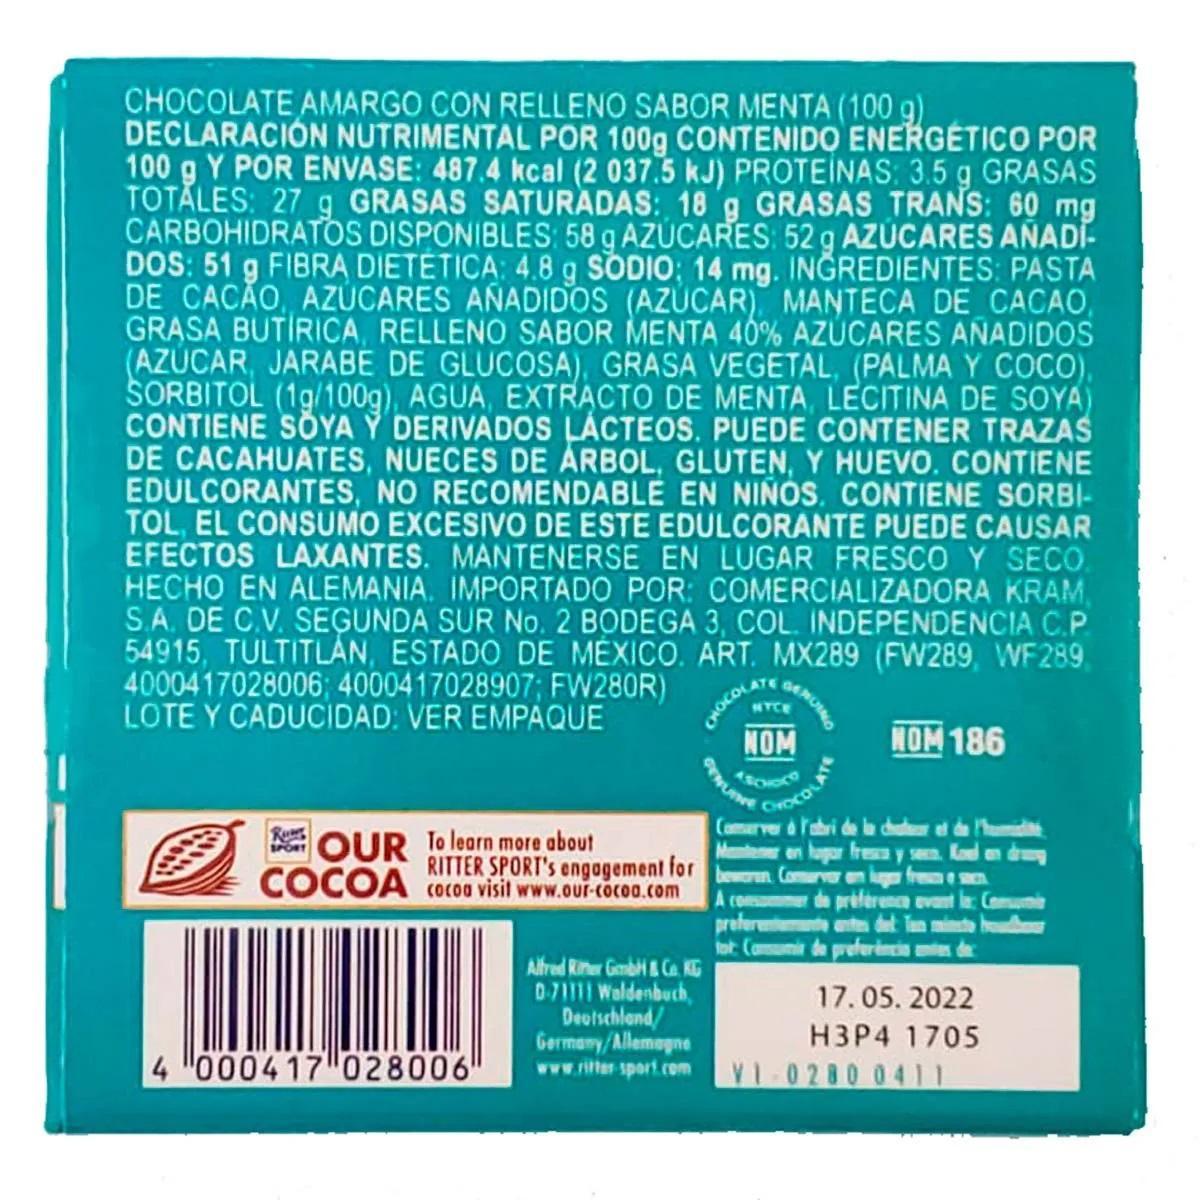 CHOCOLATE AMARGO CON RELLENO SABOR MENTA (100 g)
DECLARACIÓN NUTRIMENTAL POR 100g CONTENIDO ENERGÉTICO POR
100 g Y POR ENVASE: 487.4 kcal (2 037.5 kJ) PROTEÍNAS: 3.5 g GRASAS
TOTALES: 27 g GRASAS SATURADAS: 18 g GRASAS TRANS: 60 mg
CARBOHIDRATOS DISPONIBLES: 58 g AZÚCARES: 52 g AZÚCARES AÑADI-
DOS: 51 g FIBRA DIETÉTICA: 4.8 g SODIO: 14 mg. INGREDIENTES: PASTA
DE CACAO, AZÚCARES AÑADIDOS (AZÚCAR), MANTECA DE CACAO,
GRASA BUTÍRICA, RELLENO SABOR MENTA 40% AZÚCARES AÑADIDOS
(AZÚCAR, JARABE DE GLUCOSA), GRASA VEGETAL, (PALMA Y COCO),
SORBITOL (1g/100g), AGUA, EXTRACTO DE MENTA, LECITINA DE SOYA)
CONTIENE SOYA Y DERIVADOS LÁCTEOS. PUEDE CONTENER TRAZAS
DE CACAHUATES, NUECES DE ÁRBOL, GLUTEN, Y HUEVO. CONTIENE
EDULCORANTES, NO RECOMENDABLE EN NIÑOS. CONTIENE SORBI-
TOL, EL CONSUMO EXCESIVO DE ESTE EDULCORANTE PUEDE CAUSAR
EFECTOS LAXANTES. MANTENERSE EN LUGAR FRESCO Y SECO.
HECHO EN ALEMANIA. IMPORTADO POR: COMERCIALIZADORA KRAM,
S.A. DE C.V. SEGUNDA SUR No. 2 BODEGA 3, COL. INDEPENDENCIA C.P.
54915, TULTITLÁN, ESTADO DE MÉXICO. ART. MX289 (FW289, WF289,
4000417028006; 4000417028907; FW280R)
LOTE Y CADUCIDAD: VER EMPAQUE
CHOCOLATE GENUINO
NYCE
NOM
ASCHOCO
GENUINE CHOCOLATE
NOM 186
RITTER SPORT
OUR COCOA
To learn more about
RITTER SPORT's engagement for
cocoa visit www.our-cocoa.com
Conserver à l'abri de la chaleur et de l'humidité.
Mantener en lugar fresco y seco. Koel en droog
bewaren. Conservar em lugar fresco e seco.
A consommer de préférence avant le: Consumir
preferentemente antes del: Ten minste houdbaar
tot: Consumir de preferência antes de:
4 000417 028006
Alfred Ritter GmbH & Co. KG
D-71111 Waldenbuch,
Deutschland/
Germany/Allemagne
www.ritter-sport.com
17. 05. 2022
H3P4 1705
V1-0280 0411